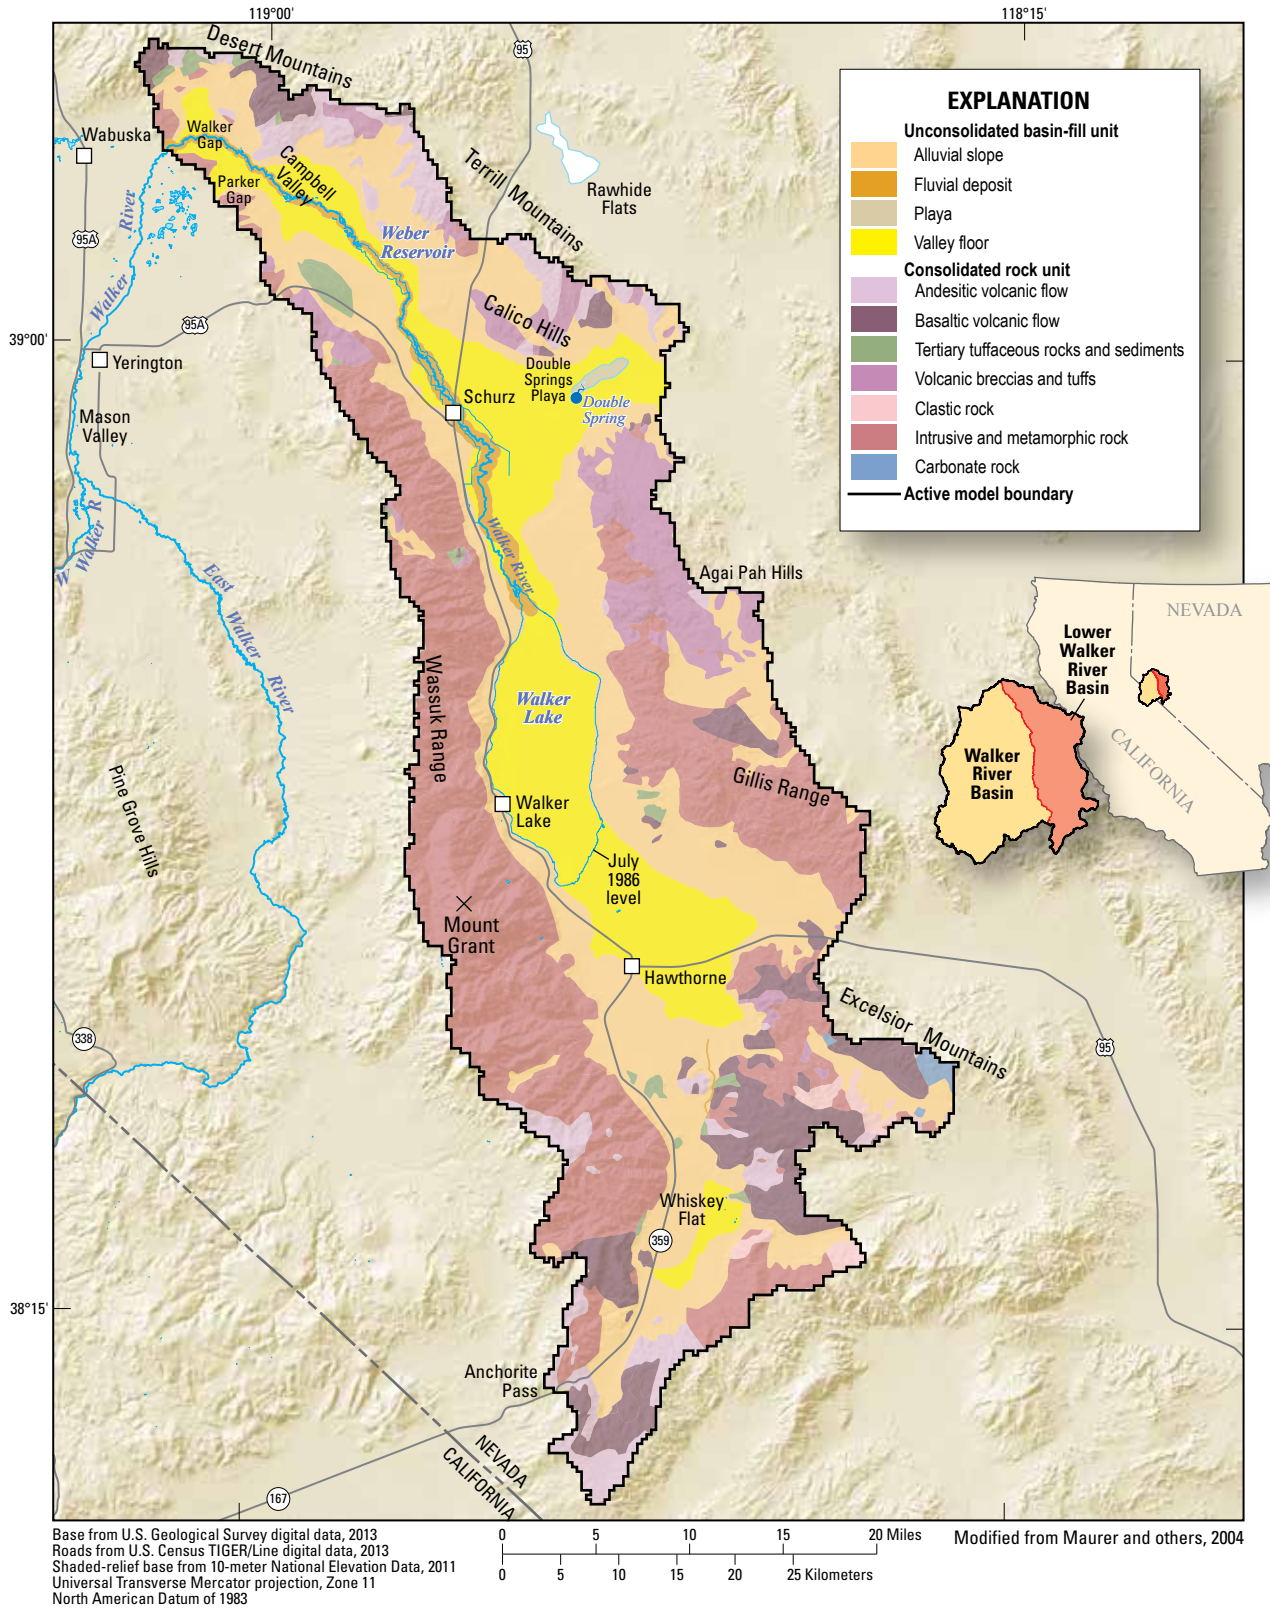 119°00'
118°15'
Desert Mountains
95
EXPLANATION
Unconsolidated basin-fill unit
Alluvial slope
Fluvial deposit
Playa
Valley floor
Consolidated rock unit
Andesitic volcanic flow
Basaltic volcanic flow
Tertiary tuffaceous rocks and sediments
Volcanic breccias and tuffs
Clastic rock
Intrusive and metamorphic rock
Carbonate rock
Active model boundary
Wabuska
Walker
Gap
Campbell
Valley
Parker
Gap
Terrill Mountains
Rawhide
Flats
Walker River
95A
Weber
Reservoir
95A
Calico Hills
39°00'
Yerington
Double
Springs
Playa
Double
Spring
Schurz
Mason
Valley
W Walker R
Walker River
East Walker River
Agai Pah Hills
NEVADA
CALIFORNIA
Lower
Walker
River
Basin
Walker
River
Basin
Wassuk Range
Walker
Lake
Gillis Range
Pine Grove Hills
Walker
Lake
July
1986
level
Mount
Grant
Hawthorne
Excelsior Mountains
338
95
Whiskey
Flat
359
38°15'
Anchorite
Pass
NEVADA
CALIFORNIA
167
Base from U.S. Geological Survey digital data, 2013
Roads from U.S. Census TIGER/Line digital data, 2013
Shaded-relief base from 10-meter National Elevation Data, 2011
Universal Transverse Mercator projection, Zone 11
North American Datum of 1983
0 5 10 15 20 Miles
0 5 10 15 20 25 Kilometers
Modified from Maurer and others, 2004